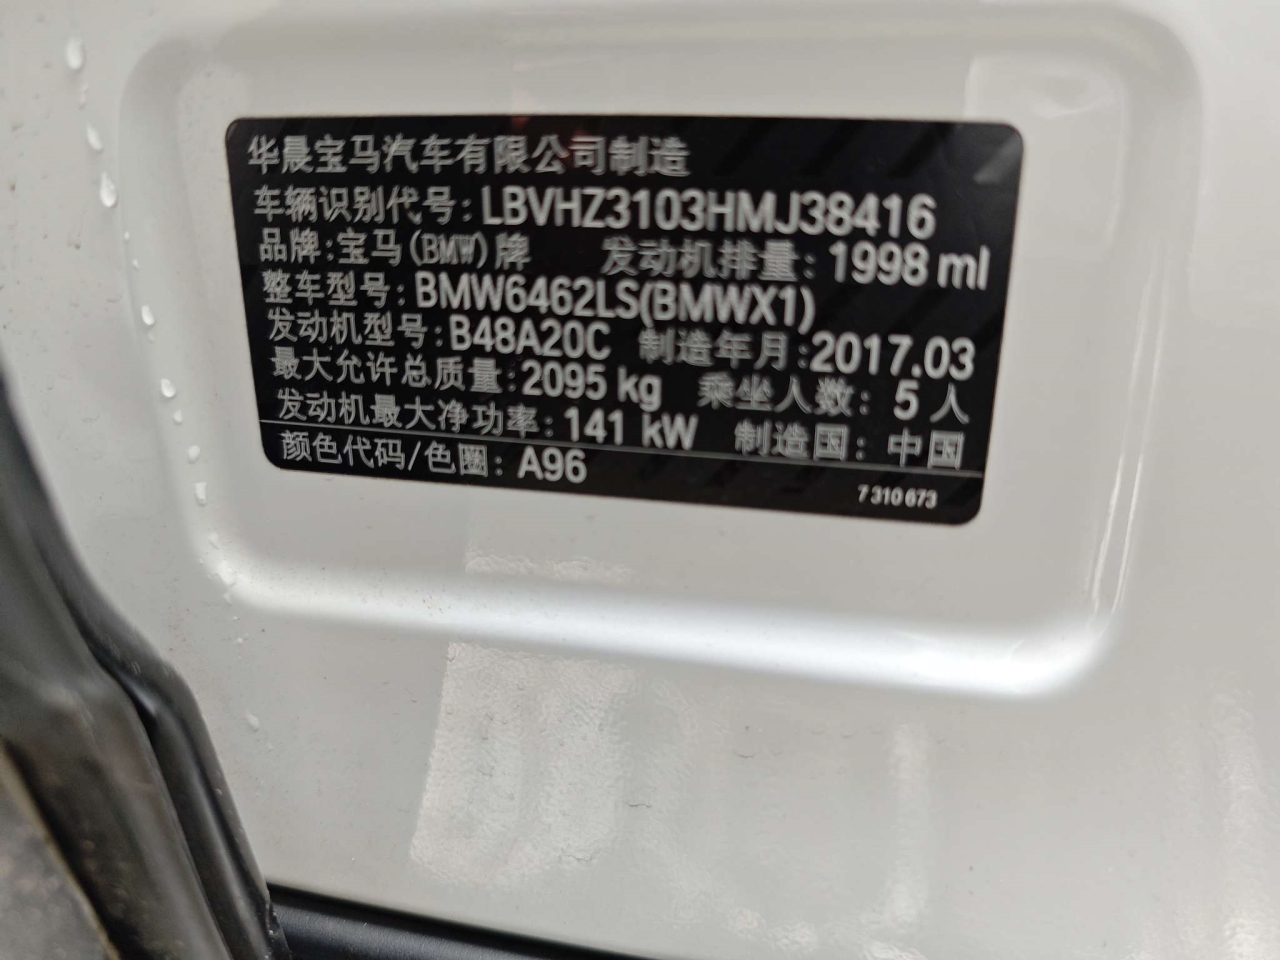 华晨宝马汽车有限公司制造
车辆识别代号: LBVHZ3103HMJ38416
品牌:宝马(BMW)牌 发动机排量: 1998 ml
整车型号: BMW6462LS(BMWX1)
发动机型号: B48A20C 制造年月:2017.03
最大允许总质量: 2095 kg 乘坐人数: 5 人
发动机最大净功率: 141 kW 制造国: 中国
颜色代码/色圈: A96
7 310 673